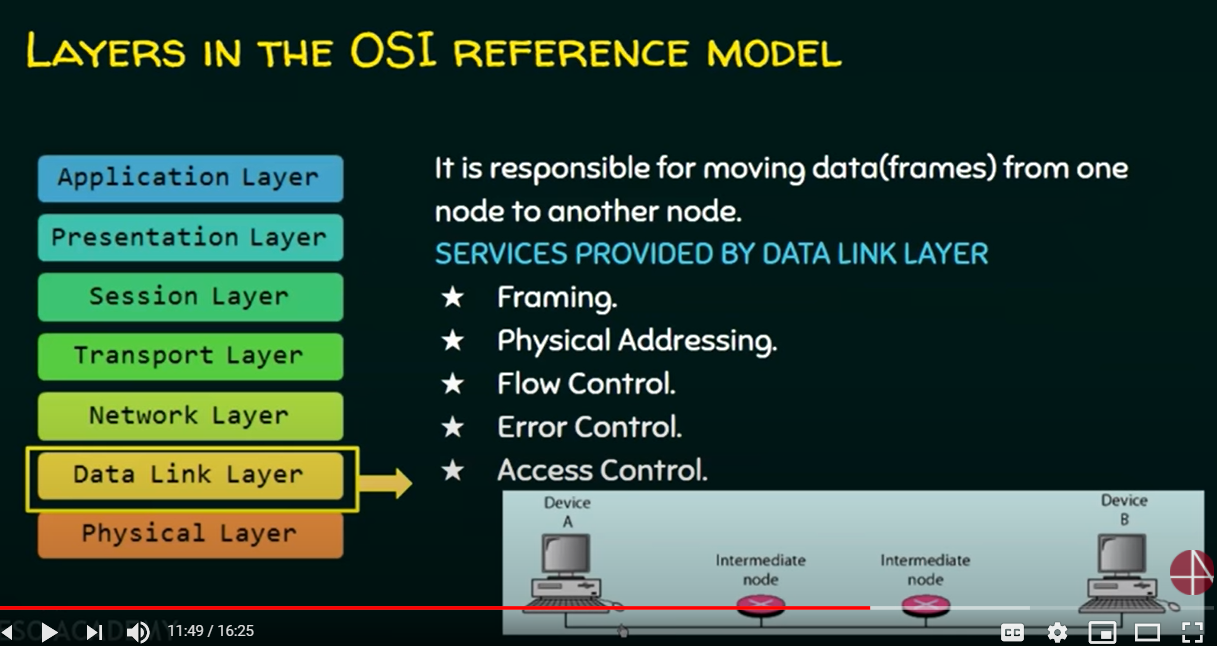 LAYERS IN THE OSI REFERENCE MODEL
Application Layer
Presentation Layer
Session Layer
Transport Layer
Network Layer
Data Link Layer
Physical Layer
It is responsible for moving data(frames) from one
node to another node.
SERVICES PROVIDED BY DATA LINK LAYER
★ Framing.
★ Physical Addressing.
★ Flow Control.
★ Error Control.
★ Access Control.
Device
A
Intermediate
node
Intermediate
node
Device
B
ESO ACADEMY
11:49 / 16:25
CC